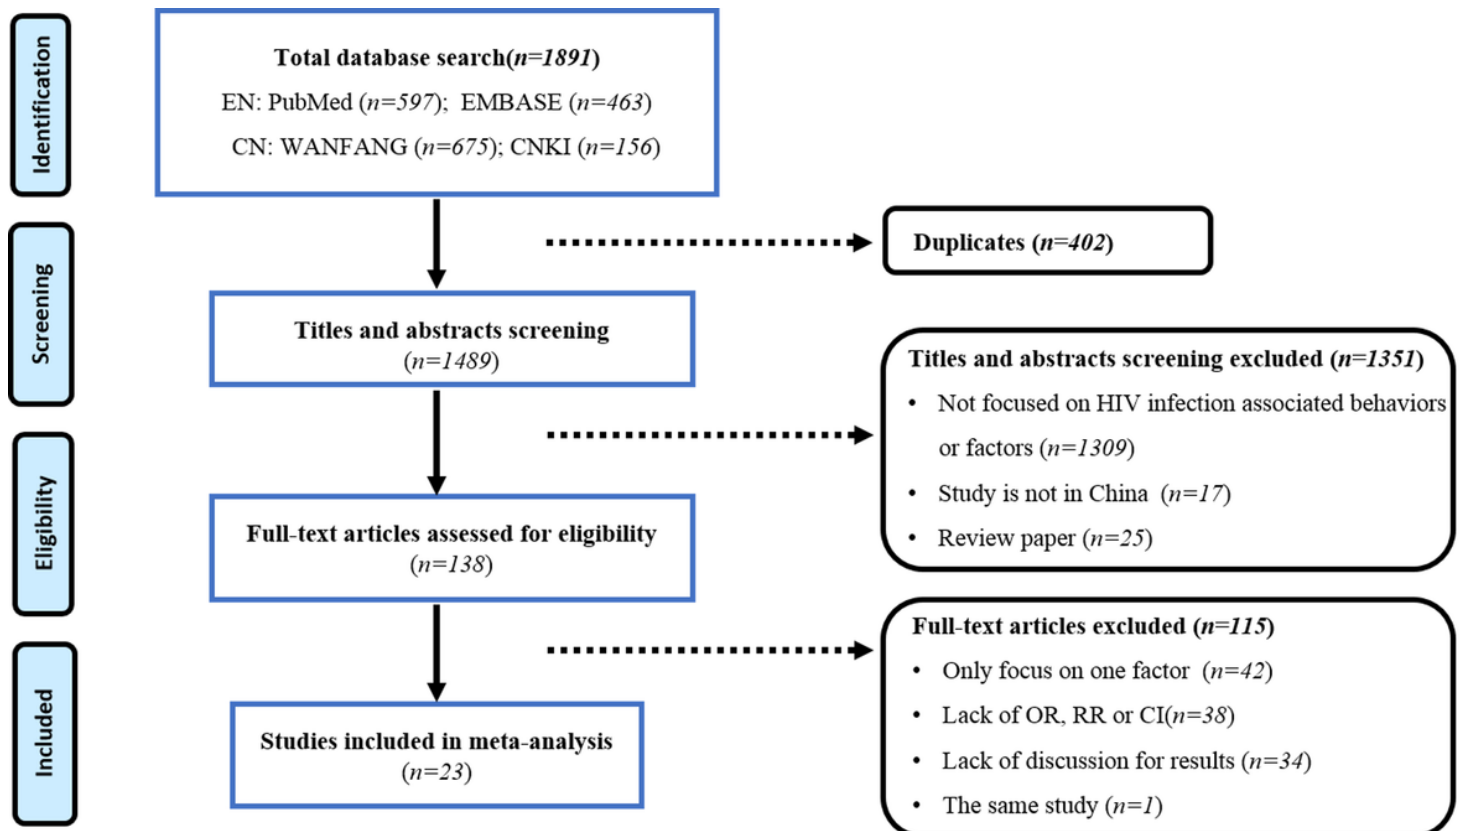 Identification
Total database search(n=1891)
EN: PubMed (n=597); EMBASE (n=463)
CN: WANFANG (n=675); CNKI (n=156)
Duplicates (n=402)
Screening
Titles and abstracts screening
(n=1489)
Titles and abstracts screening excluded (n=1351)
• Not focused on HIV infection associated behaviors
or factors (n=1309)
• Study is not in China (n=17)
• Review paper (n=25)
Eligibility
Full-text articles assessed for eligibility
(n=138)
Full-text articles excluded (n=115)
• Only focus on one factor (n=42)
• Lack of OR, RR or CI(n=38)
• Lack of discussion for results (n=34)
• The same study (n=1)
Included
Studies included in meta-analysis
(n=23)